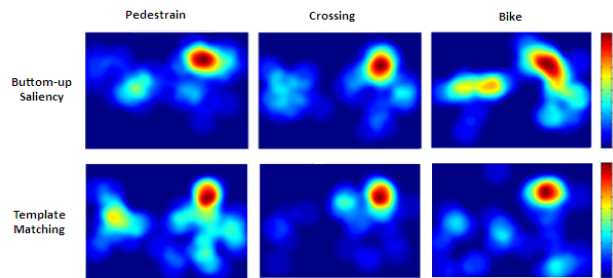 Pedestrain
Crossing
Bike
Buttom-up
Saliency
Template
Matching